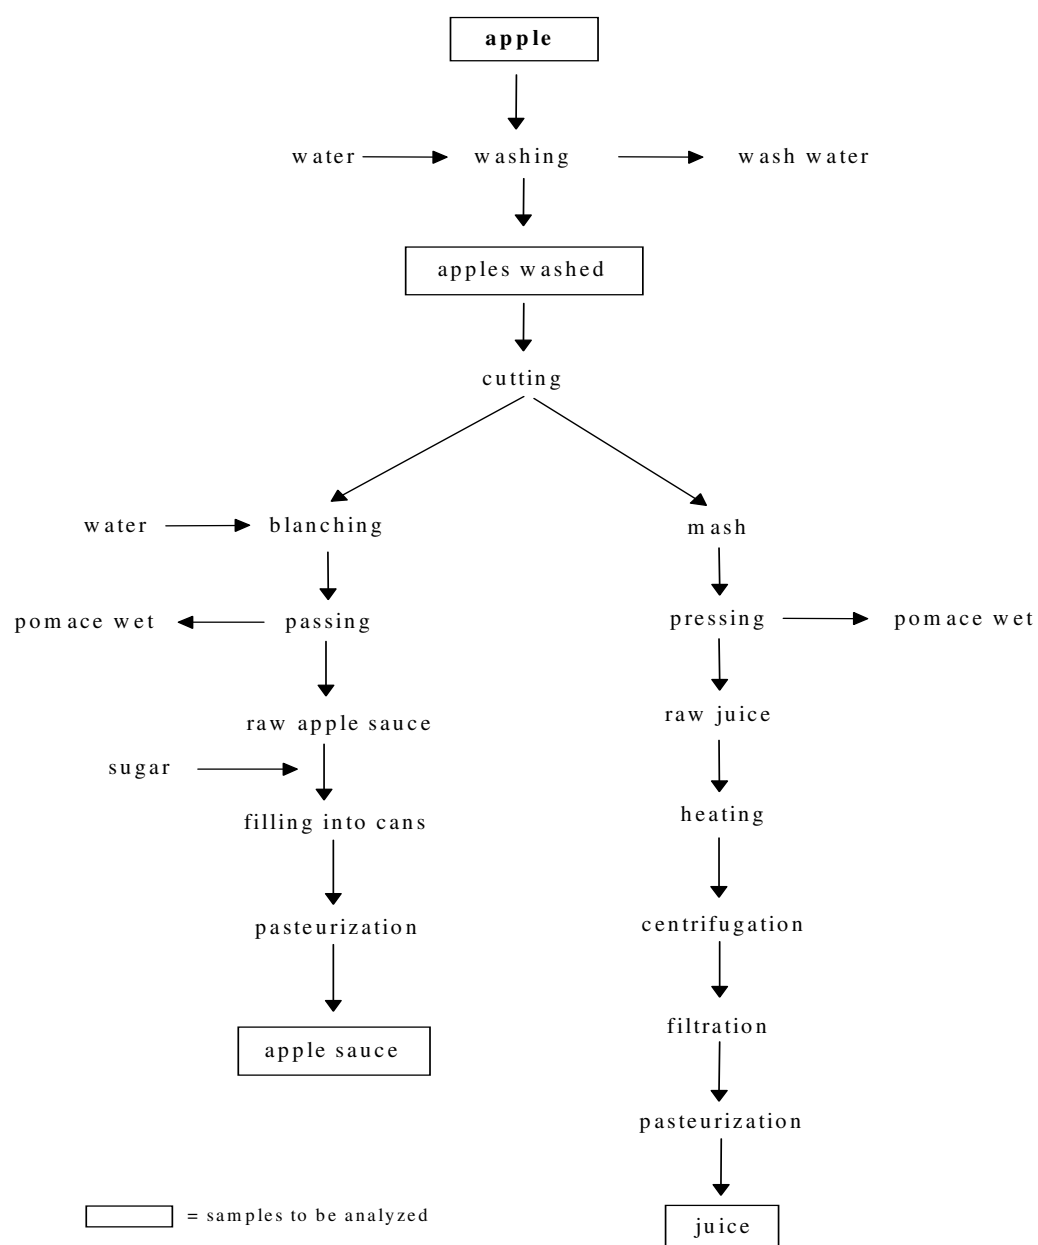 apple
water
washing
wash water
apples washed
cutting
water
blanching
mash
pomace wet
passing
pressing
pomace wet
raw apple sauce
raw juice
sugar
filling into cans
heating
pasteurization
centrifugation
filtration
apple sauce
pasteurization
= samples to be analyzed
juice